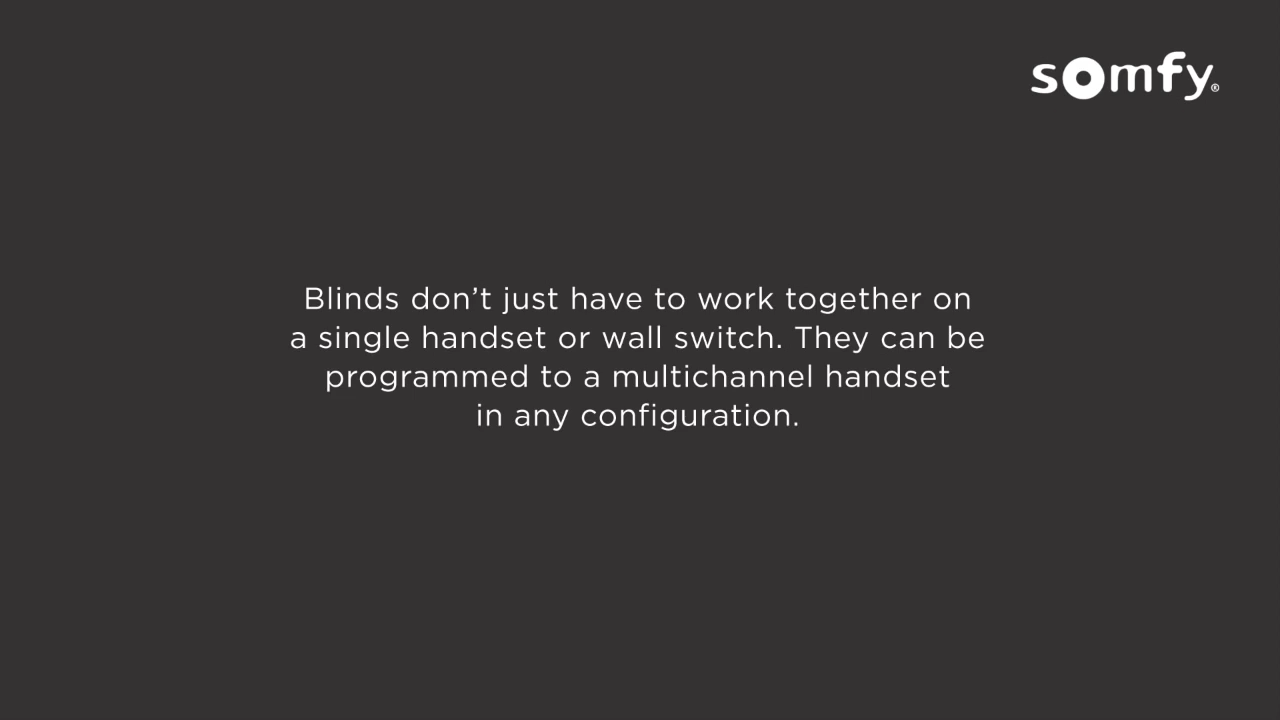 somfy®
Blinds don’t just have to work together on
a single handset or wall switch. They can be
programmed to a multichannel handset
in any configuration.